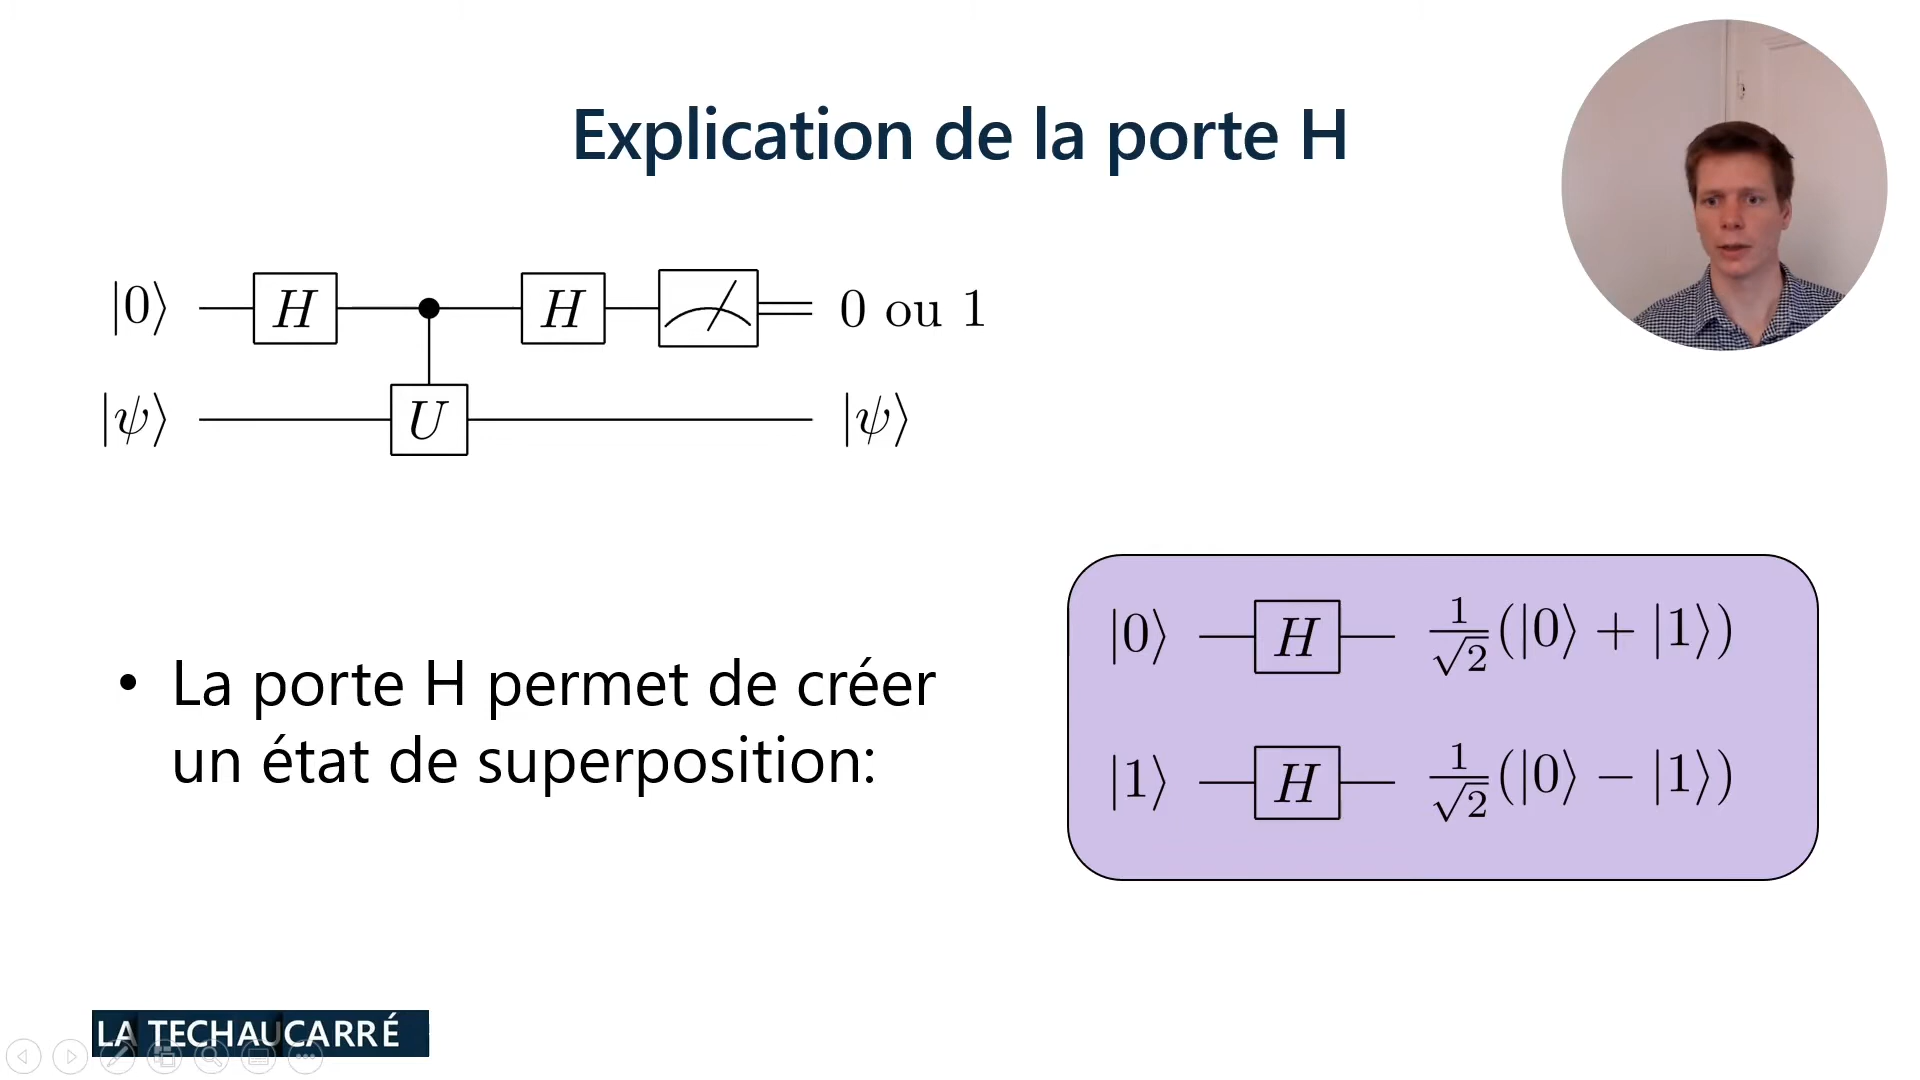 Explication de la porte H
|0⟩ H H 0 ou 1
|ψ⟩ U |ψ⟩
|0⟩ H 1/√2(|0⟩ + |1⟩)
• La porte H permet de créer
un état de superposition:
|1⟩ H 1/√2(|0⟩ − |1⟩)
LA TECHAUCARRÉ